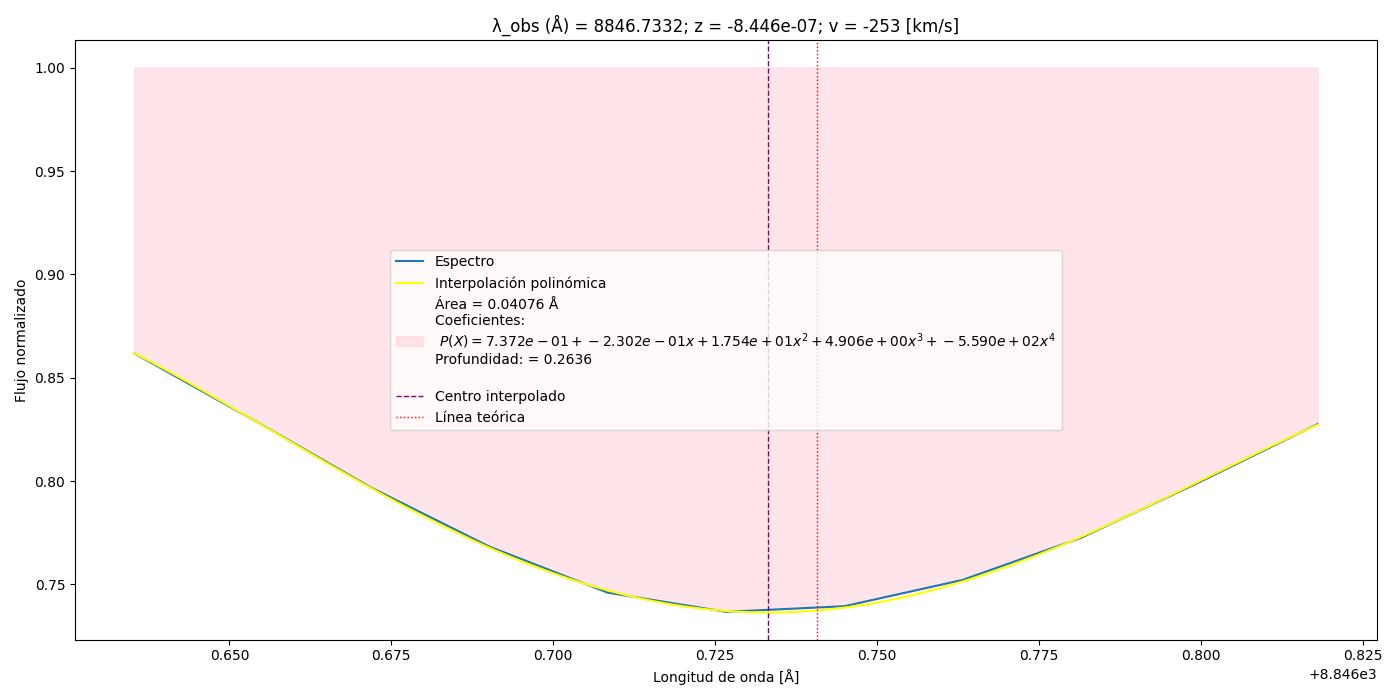 λ_obs (Å) = 8846.7332; z = -8.446e-07; v = -253 [km/s]
Flujo normalizado
1.00
0.95
0.90
0.85
0.80
0.75
Espectro
Interpolación polinómica
Área = 0.04076 Å
Coeficientes:
P(X) = 7.372e − 01 + −2.302e − 01x + 1.754e + 01x² + 4.906e + 00x³ + −5.590e + 02x⁴
Profundidad: = 0.2636
Centro interpolado
Línea teórica
0.650 0.675 0.700 0.725 0.750 0.775 0.800 0.825
Longitud de onda [Å]
+8.846e3